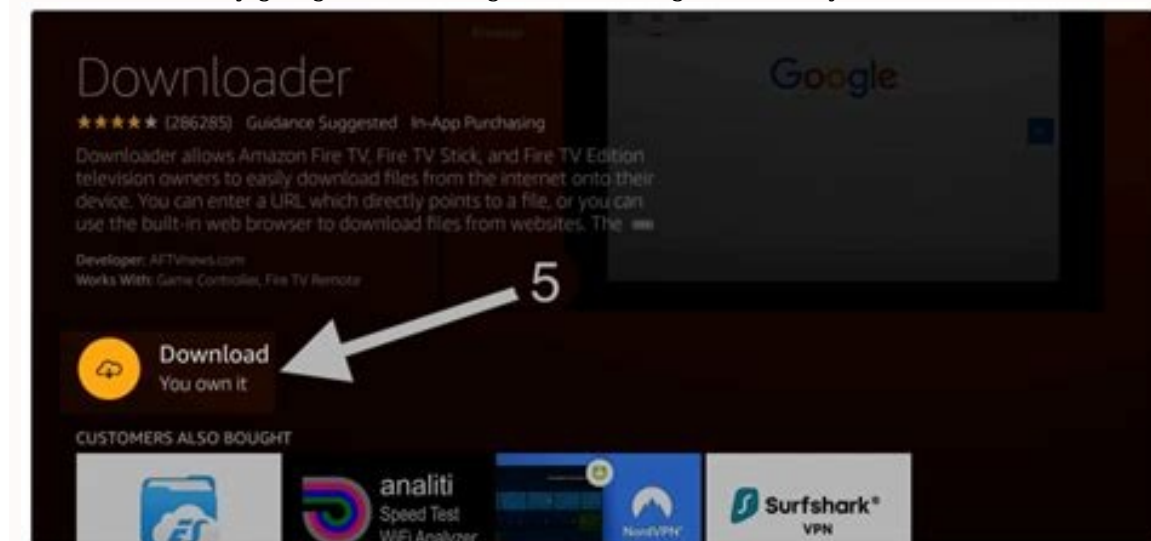 Google
Downloader
(286285) Guidance Suggested In-App Purchasing
Downloader allows Amazon Fire TV, Fire TV Stick, and Fire TV Edition
television owners to easily download files from the internet onto their
device. You can enter a URL which directly points to a file, or you can
use the built-in web browser to download files from websites. The
Developer: AFTVnews.com
Works With: Game Controller, Fire TV Remote
5
Download
You own it
CUSTOMERS ALSO BOUGHT
analiti
Speed Test
WiFi Analyzer
NordVPN
Surfshark®
VPN